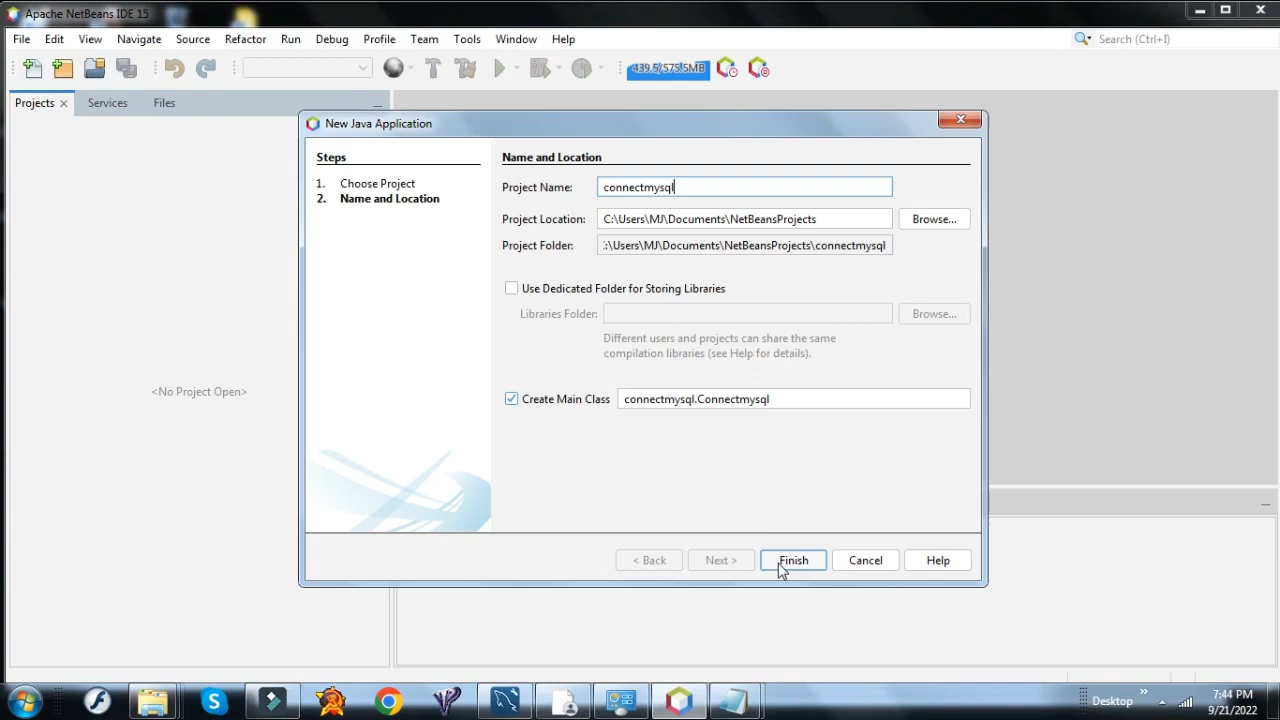 Apache NetBeans IDE 15
File Edit View Navigate Source Refactor Run Debug Profile Team Tools Window Help
Search (Ctrl+I)
439.5/575.5MB
Projects Services Files
New Java Application
Steps
1. Choose Project
2. Name and Location
Name and Location
Project Name: connectmysql
Project Location: C:\Users\MJ\Documents\NetBeansProjects Browse...
Project Folder: :\Users\MJ\Documents\NetBeansProjects\connectmysql
Use Dedicated Folder for Storing Libraries
Libraries Folder: Browse...
Different users and projects can share the same
compilation libraries (see Help for details).
Create Main Class connectmysql.Connectmysql
<No Project Open>
< Back Next > Finish Cancel Help
Desktop
7:44 PM
9/21/2022